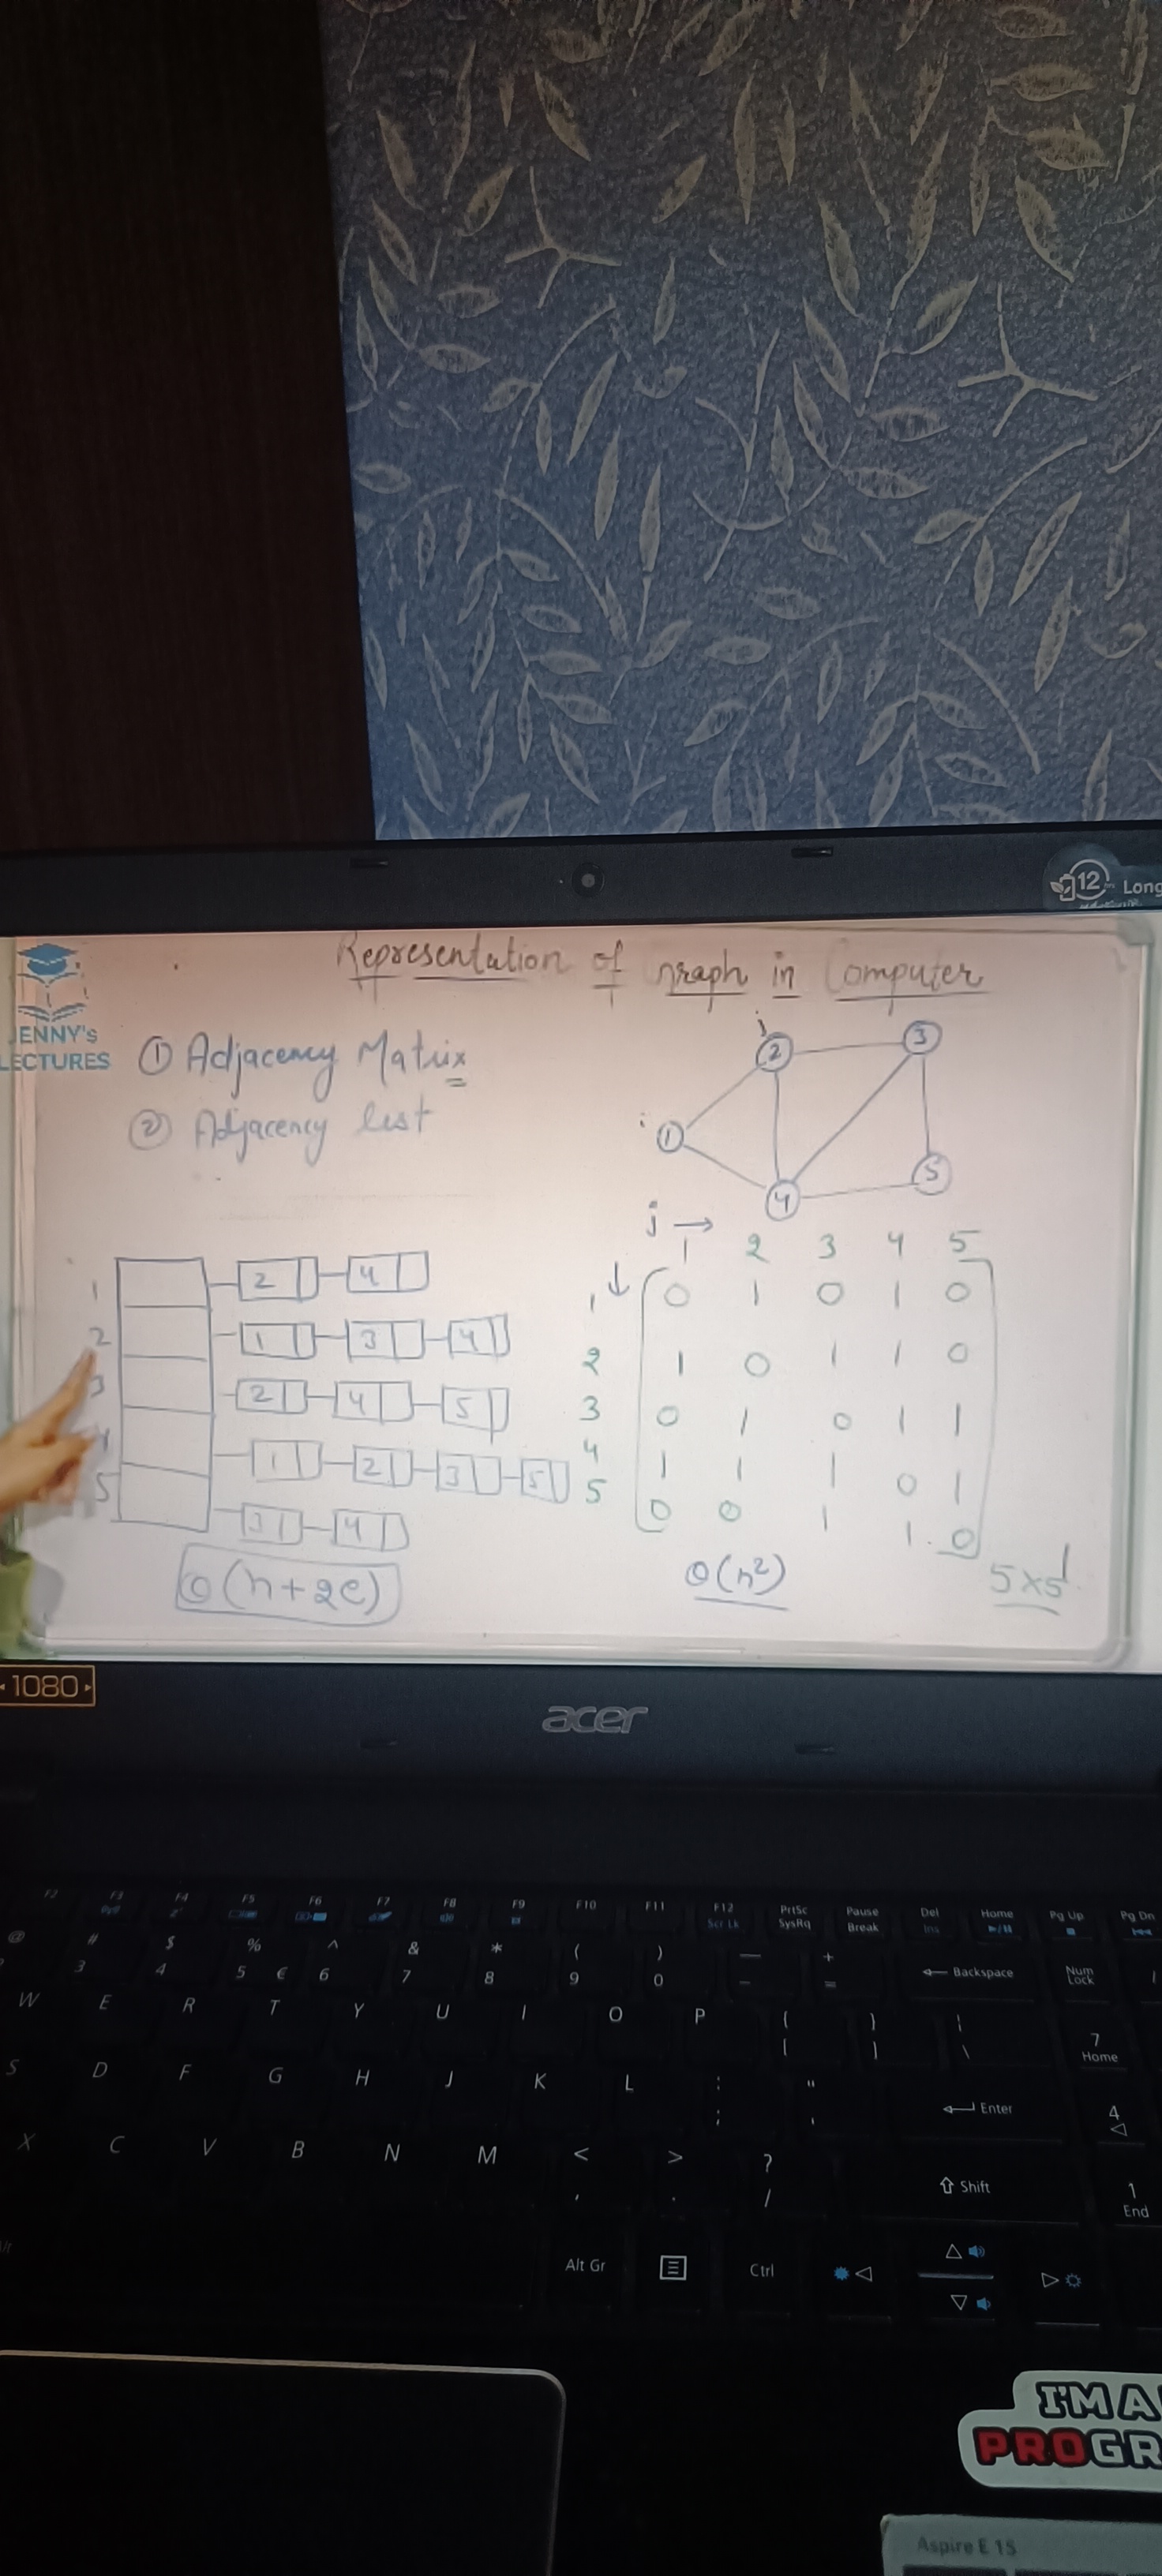 12 Long
Representation of Graph in Computer
JENNY's
LECTURES
① Adjacency Matrix
② Adjacency list
i j
1 2 3 4 5
j →
1 2 3 4 5
1 ↓ 0 1 0 1 0
2 1 0 1 1 0
3 0 1 0 1 1
4 1 1 1 0 1
5 0 0 1 1 0
5×5
O(n²)
1 2 4
2 1 3 4
3 2 4 5
4 1 2 3 5
5 3 4
O(n+2e)
1080
acer
F2 F3 F4 F5 F6 F7 F8 F9 F10 F11 F12 PrtSc Pause Del Home Pg Up Pg Dn
Scr Lk SysRq Break Ins
@ # $ % ^ & * ( ) — +
3 4 5 € 6 7 8 9 0 - = ← Backspace Num Lock /
W E R T Y U I O P { } |
[ ] \ 7 Home
S D F G H J K L : "
; ' ← Enter 4
X C V B N M < > ?
, . / ⇧ Shift 1 End
Alt Gr Ctrl
I'M A
PROGR
Aspire E 15